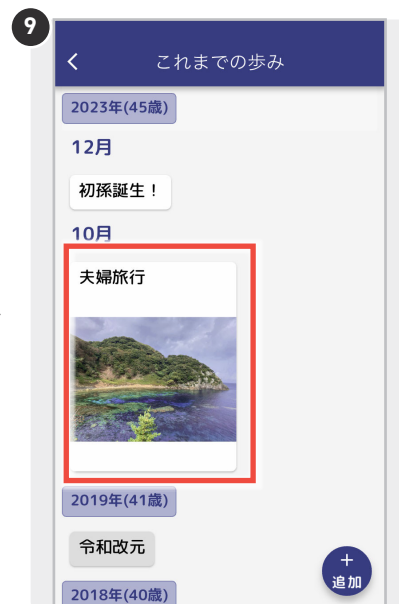 9
これまでの歩み
2023年(45歳)
12月
初孫誕生！
10月
夫婦旅行
2019年(41歳)
令和改元
2018年(40歳)
+
追加